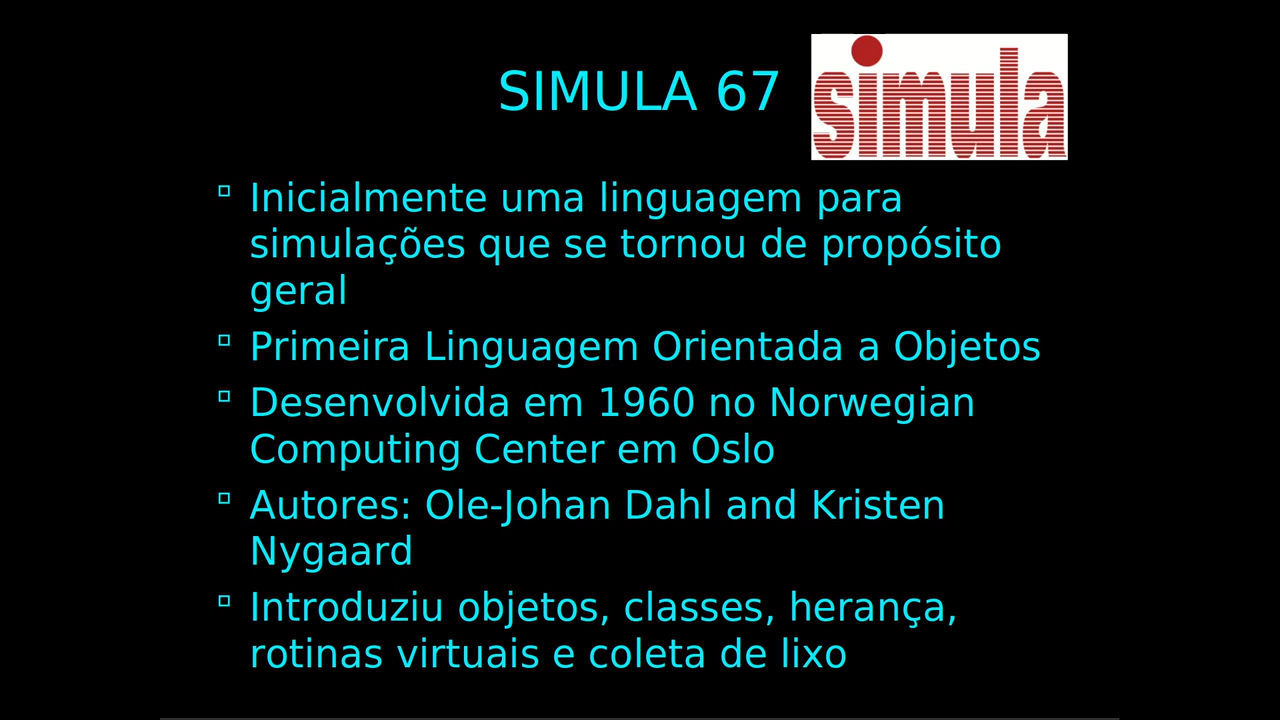 SIMULA 67
simula
Inicialmente uma linguagem para
simulações que se tornou de propósito
geral
Primeira Linguagem Orientada a Objetos
Desenvolvida em 1960 no Norwegian
Computing Center em Oslo
Autores: Ole-Johan Dahl and Kristen
Nygaard
Introduziu objetos, classes, herança,
rotinas virtuais e coleta de lixo